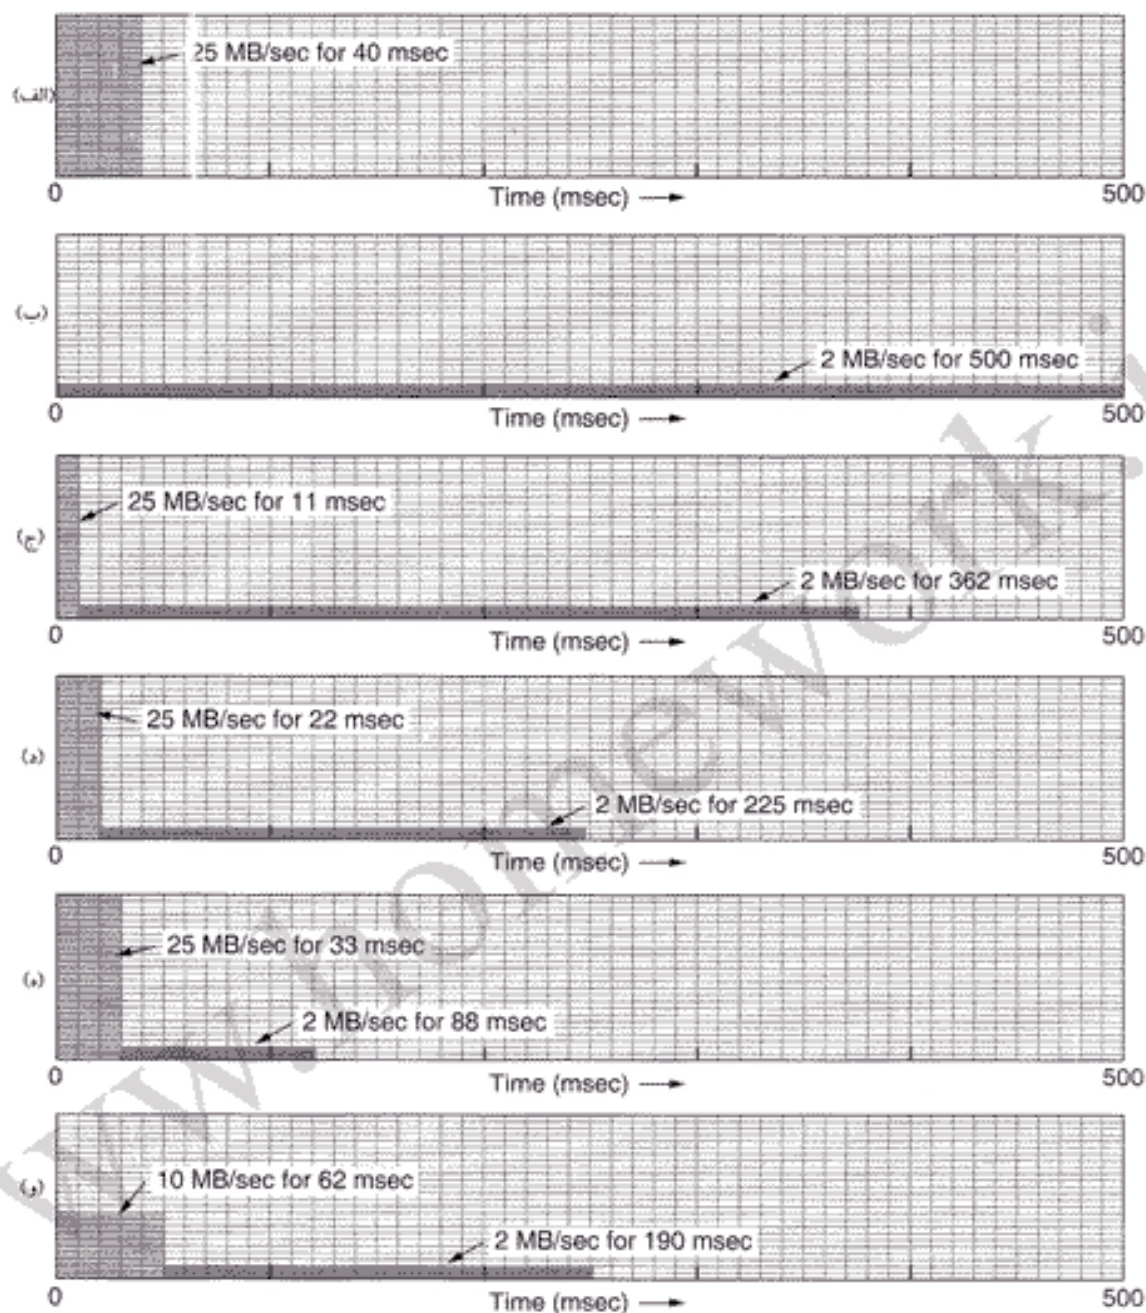 25 MB/sec for 40 msec
(الف)
0
Time (msec)
500
(ب)
2 MB/sec for 500 msec
0
Time (msec)
500
25 MB/sec for 11 msec
(ج)
2 MB/sec for 362 msec
0
Time (msec)
500
25 MB/sec for 22 msec
(د)
2 MB/sec for 225 msec
0
Time (msec)
500
25 MB/sec for 33 msec
2 MB/sec for 88 msec
0
Time (msec)
500
10 MB/sec for 62 msec
(و)
2 MB/sec for 190 msec
0
Time (msec)
500